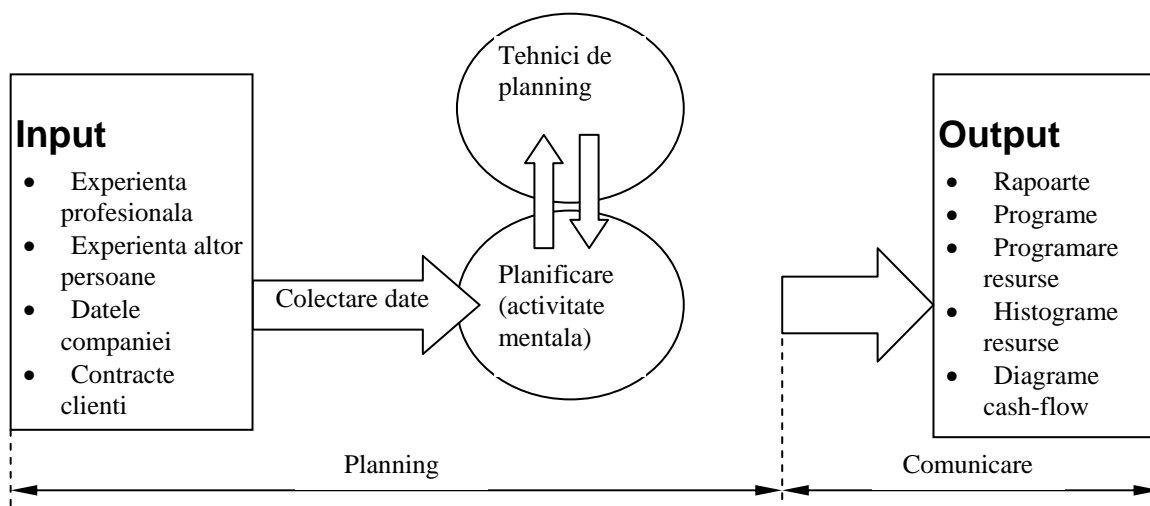 Input
• Experienta
profesionala
• Experienta altor
persoane
• Datele
companiei
• Contracte
clienti
Colectare date
Tehnici de
planning
Planificare
(activitate
mentala)
Output
• Rapoarte
• Programe
• Programare
resurse
• Histograme
resurse
• Diagrame
cash-flow
Planning
Comunicare